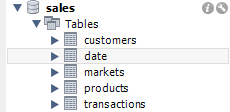 sales
Tables
customers
date
markets
products
transactions